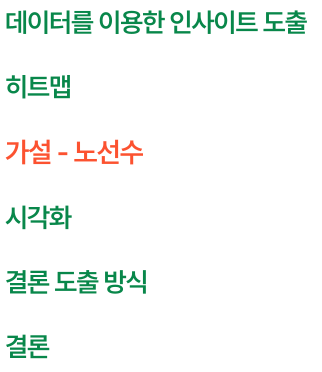 데이터를 이용한 인사이트 도출
히트맵
가설 - 노선수
시각화
결론 도출 방식
결론